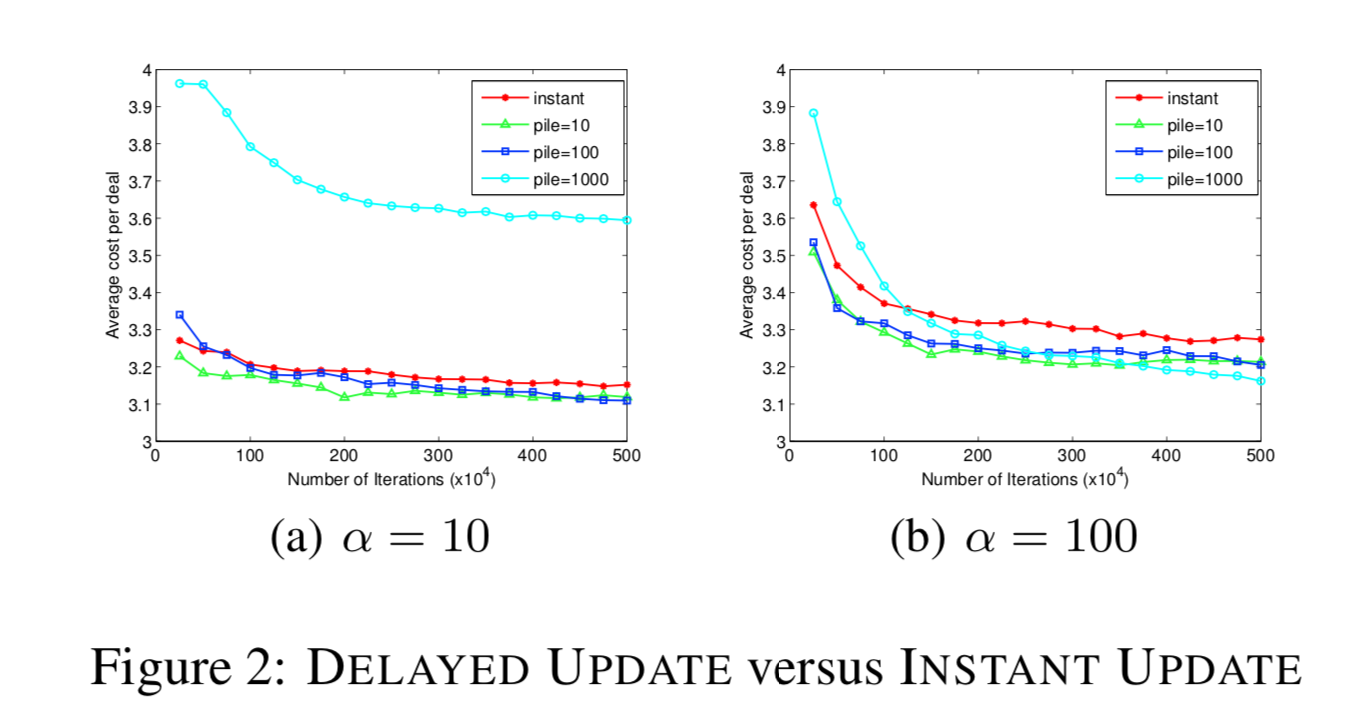 4
3.9
3.8
3.7
3.6
3.5
3.4
3.3
3.2
3.1
3
0
100
200
300
400
500
Average cost per deal
Number of Iterations (x10⁴)
instant
pile=10
pile=100
pile=1000
(a) α = 10
4
3.9
3.8
3.7
3.6
3.5
3.4
3.3
3.2
3.1
3
0
100
200
300
400
500
Average cost per deal
Number of Iterations (x10⁴)
instant
pile=10
pile=100
pile=1000
(b) α = 100
Figure 2: DELAYED UPDATE versus INSTANT UPDATE